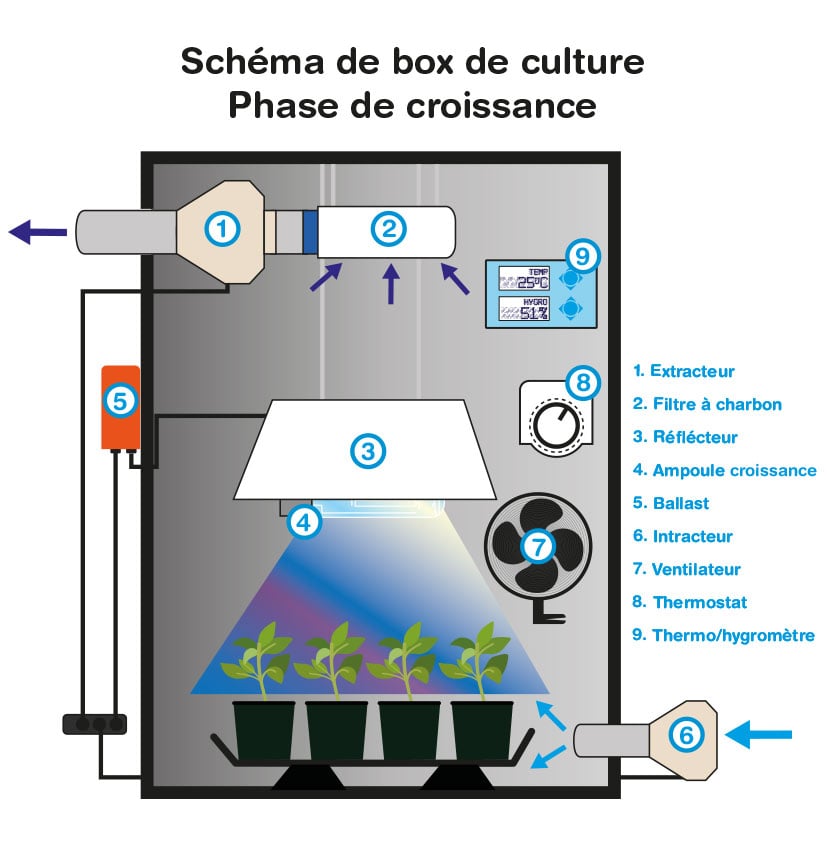 Schéma de box de culture
Phase de croissance
1
2
9
TEMP
25°C
HYGRO
51%
8
5
3
4
7
6
1. Extracteur
2. Filtre à charbon
3. Réflécteur
4. Ampoule croissance
5. Ballast
6. Intracteur
7. Ventilateur
8. Thermostat
9. Thermo/hygromètre